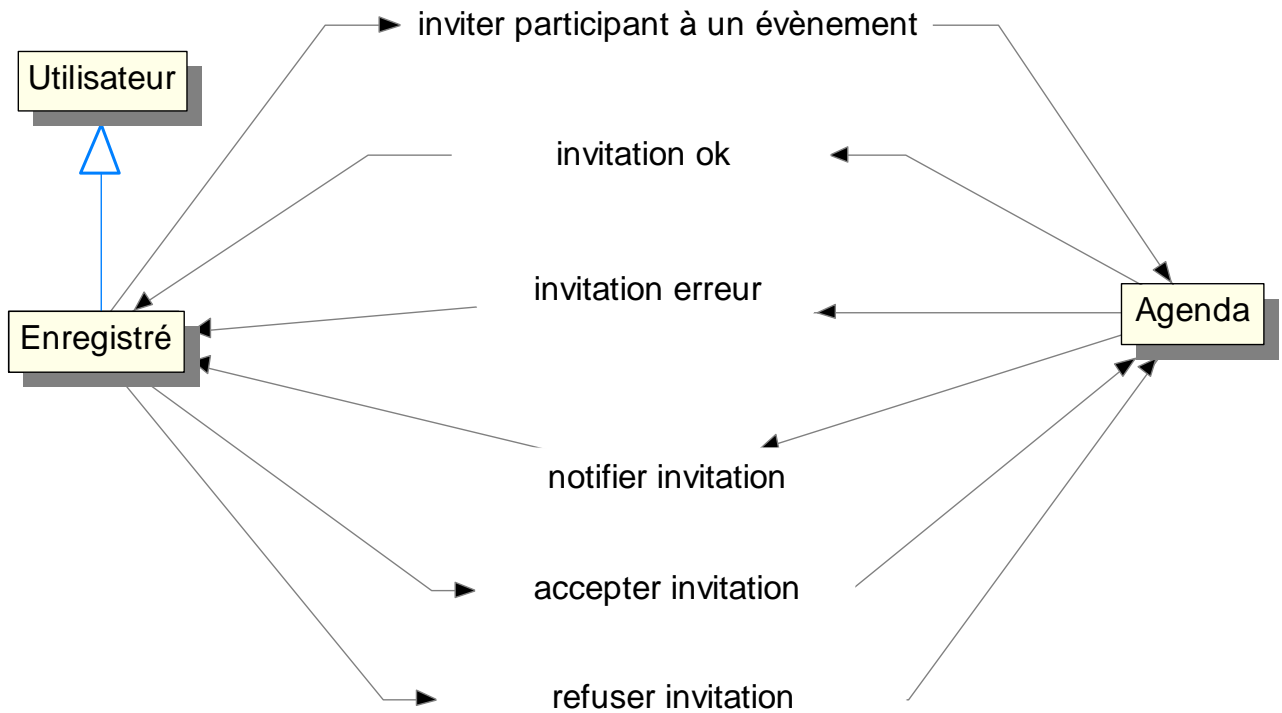 inviter participant à un évènement
Utilisateur
invitation ok
invitation erreur
Agenda
Enregistré
notifier invitation
accepter invitation
refuser invitation